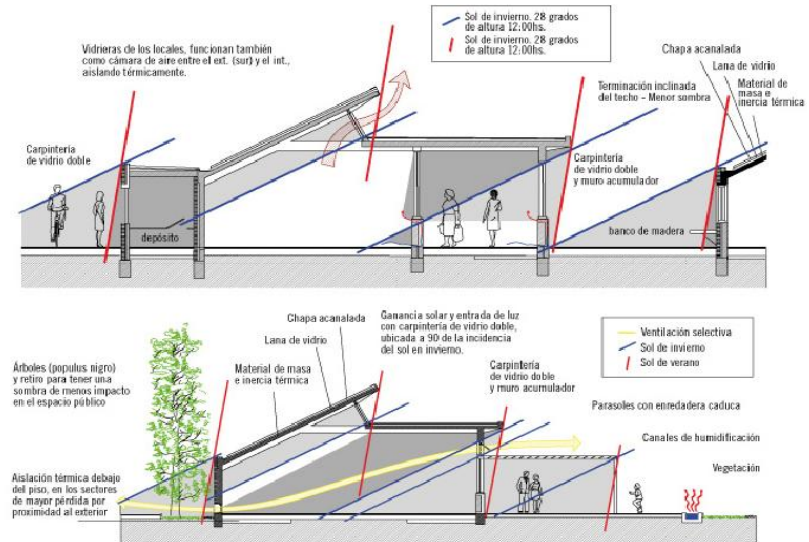 Sol de invierno. 28 grados
de altura 12:00hs.
Sol de invierno. 28 grados
de altura 12:00hs.
Vidrieras de los locales, funcionan también
como cámara de aire entre el ext. (sur) y el int.,
aislando térmicamente.
Chapa acanalada
Lana de vidrio
Material de
masa e
inercia térmica
Terminación inclinada
del techo – Menor sombra
Carpintería
de vidrio doble
Carpintería
de vidrio doble
y muro acumulador
depósito
banco de madera
Chapa acanalada
Lana de vidrio
Material de masa
e inercia térmica
Ganancia solar y entrada de luz
con carpintería de vidrio doble,
ubicada a 90 de la incidencia
del sol en invierno.
Ventilación selectiva
Sol de invierno
Sol de verano
Árboles (populus nigro)
y retiro para tener una
sombra de menos impacto
en el espacio público
Carpintería
de vidrio doble
y muro acumulador
Parasoles con enredadera caduca
Canales de humidificación
Vegetación
Aislación térmica debajo
del piso, en los sectores
de mayor pérdida por
proximidad al exterior